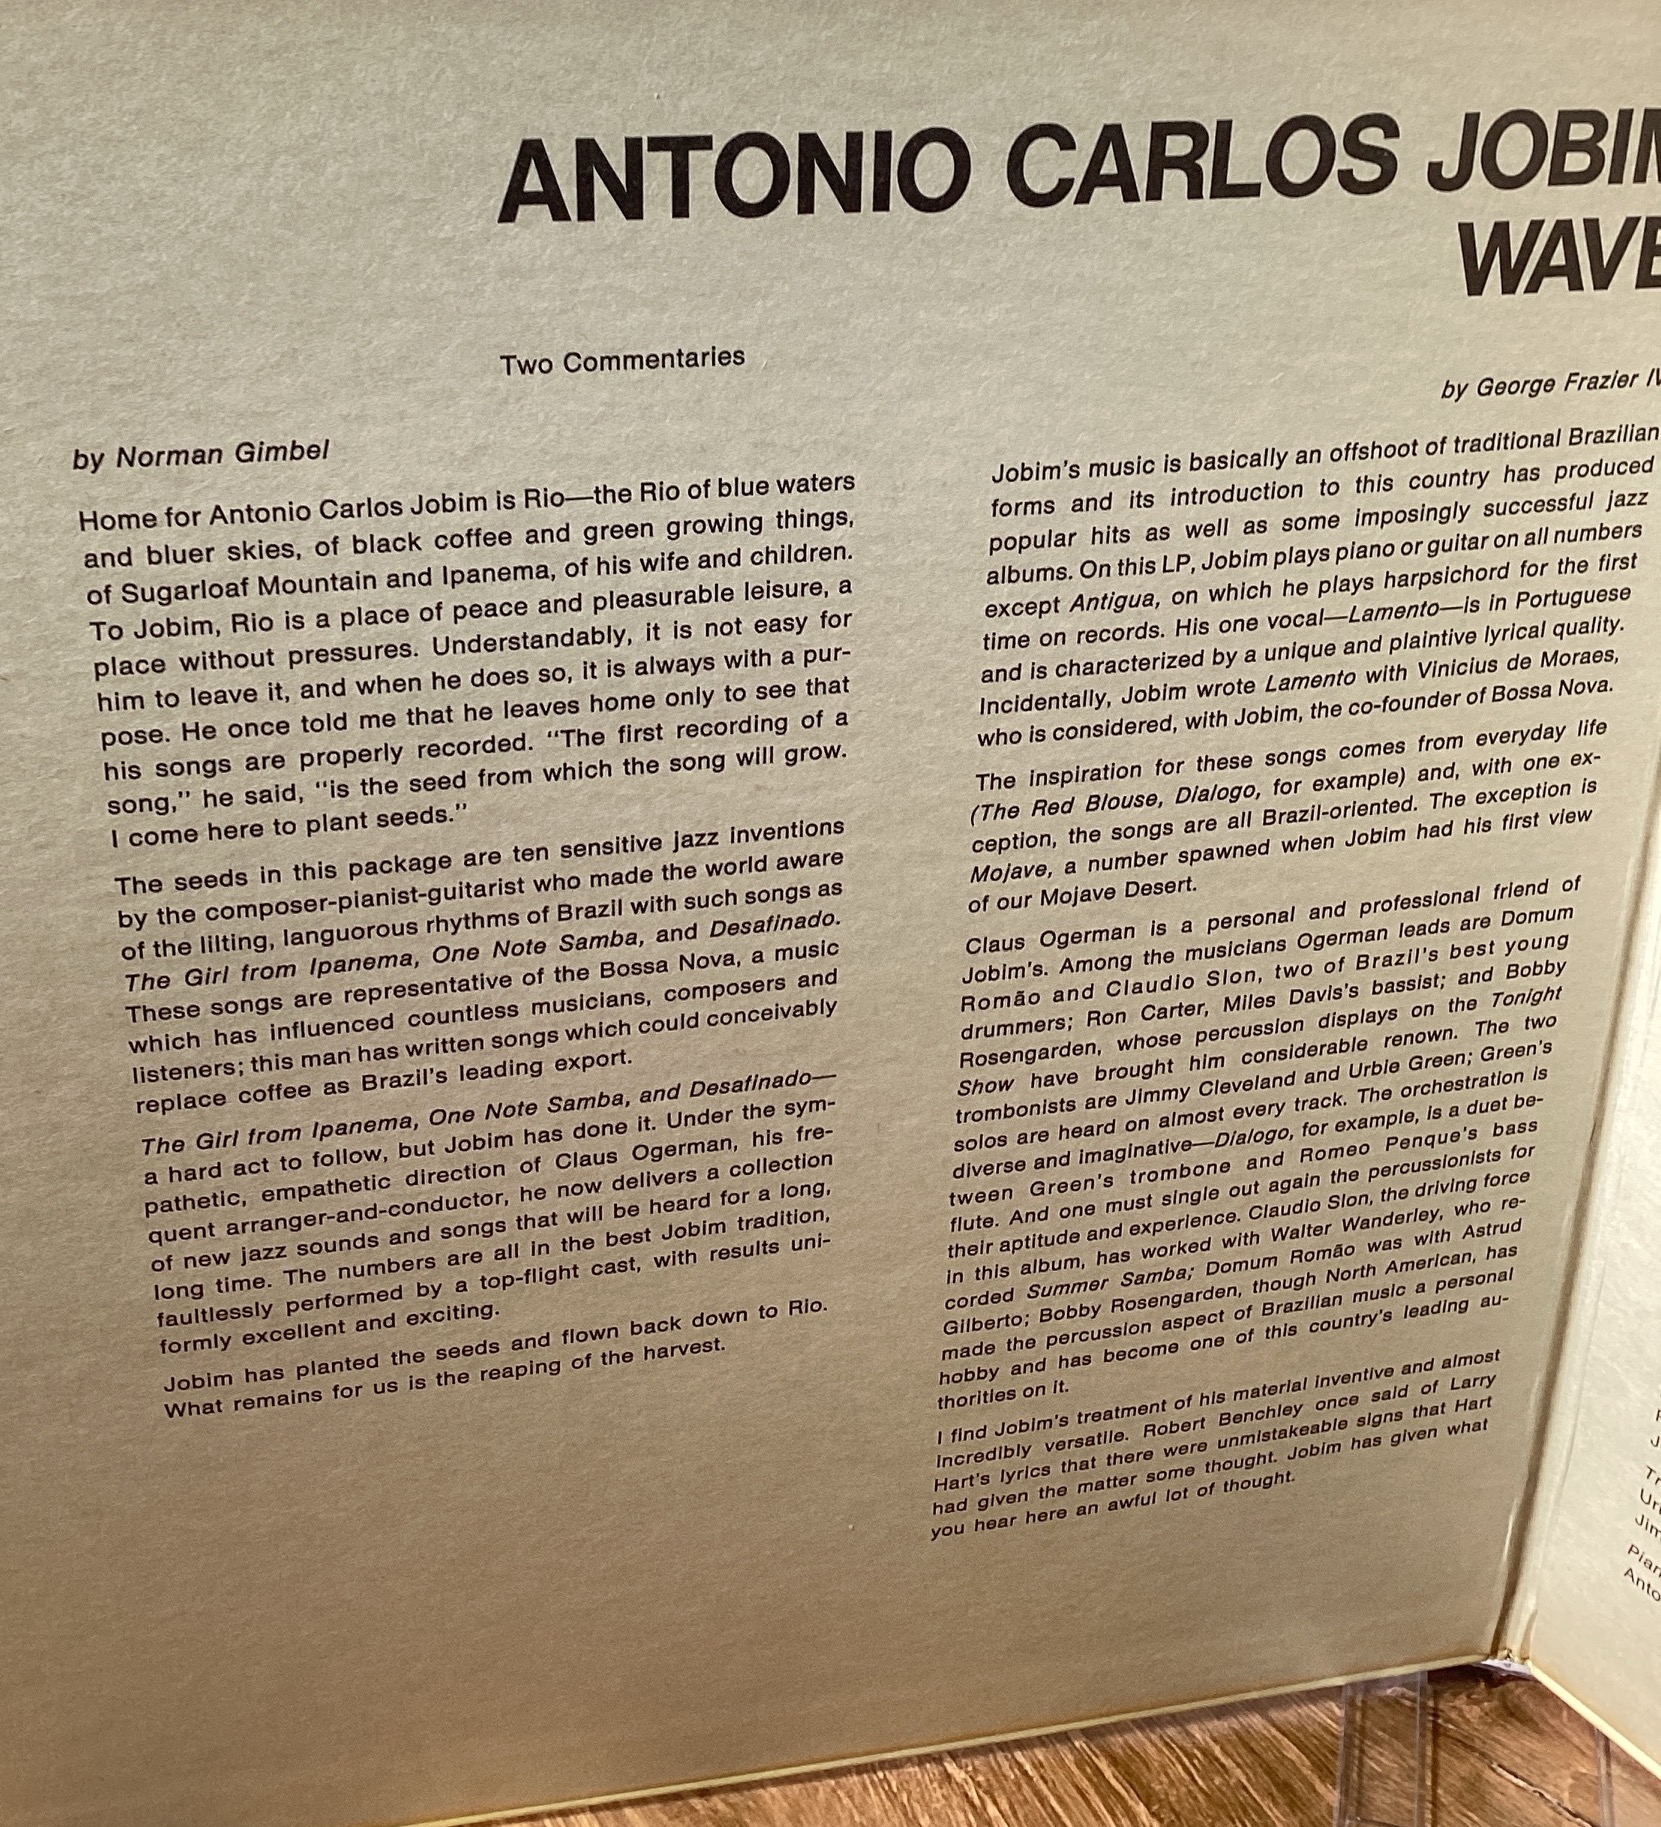 ANTONIO CARLOS JOBIM
WAVE
Two Commentaries
by Norman Gimbel
Home for Antonio Carlos Jobim is Rio—the Rio of blue waters
and bluer skies, of black coffee and green growing things,
of Sugarloaf Mountain and Ipanema, of his wife and children.
To Jobim, Rio is a place of peace and pleasurable leisure, a
place without pressures. Understandably, it is not easy for
him to leave it, and when he does so, it is always with a pur-
pose. He once told me that he leaves home only to see that
his songs are properly recorded. “The first recording of a
song,” he said, “is the seed from which the song will grow.
I come here to plant seeds.”
The seeds in this package are ten sensitive jazz inventions
by the composer-pianist-guitarist who made the world aware
of the lilting, languorous rhythms of Brazil with such songs as
The Girl from Ipanema, One Note Samba, and Desafinado.
These songs are representative of the Bossa Nova, a music
which has influenced countless musicians, composers and
listeners; this man has written songs which could conceivably
replace coffee as Brazil's leading export.
The Girl from Ipanema, One Note Samba, and Desafinado—
a hard act to follow, but Jobim has done it. Under the sym-
pathetic, empathetic direction of Claus Ogerman, his fre-
quent arranger-and-conductor, he now delivers a collection
of new jazz sounds and songs that will be heard for a long,
long time. The numbers are all in the best Jobim tradition,
faultlessly performed by a top-flight cast, with results uni-
formly excellent and exciting.
Jobim has planted the seeds and flown back down to Rio.
What remains for us is the reaping of the harvest.
by George Frazier IV
Jobim's music is basically an offshoot of traditional Brazilian
forms and its introduction to this country has produced
popular hits as well as some imposingly successful jazz
albums. On this LP, Jobim plays piano or guitar on all numbers
except Antigua, on which he plays harpsichord for the first
time on records. His one vocal—Lamento—is in Portuguese
and is characterized by a unique and plaintive lyrical quality.
Incidentally, Jobim wrote Lamento with Vinicius de Moraes,
who is considered, with Jobim, the co-founder of Bossa Nova.
The inspiration for these songs comes from everyday life
(The Red Blouse, Dialogo, for example) and, with one ex-
ception, the songs are all Brazil-oriented. The exception is
Mojave, a number spawned when Jobim had his first view
of our Mojave Desert.
Claus Ogerman is a personal and professional friend of
Jobim's. Among the musicians Ogerman leads are Domum
Romão and Claudio Slon, two of Brazil's best young
drummers; Ron Carter, Miles Davis's bassist; and Bobby
Rosengarden, whose percussion displays on the Tonight
Show have brought him considerable renown. The two
trombonists are Jimmy Cleveland and Urbie Green; Green's
solos are heard on almost every track. The orchestration is
diverse and imaginative—Dialogo, for example, is a duet be-
tween Green's trombone and Romeo Penque's bass
flute. And one must single out again the percussionists for
their aptitude and experience. Claudio Slon, the driving force
in this album, has worked with Walter Wanderley, who re-
corded Summer Samba; Domum Romão was with Astrud
Gilberto; Bobby Rosengarden, though North American, has
made the percussion aspect of Brazilian music a personal
hobby and has become one of this country's leading au-
thorities on it.
I find Jobim's treatment of his material inventive and almost
incredibly versatile. Robert Benchley once said of Larry
Hart's lyrics that there were unmistakeable signs that Hart
had given the matter some thought. Jobim has given what
you hear here an awful lot of thought.